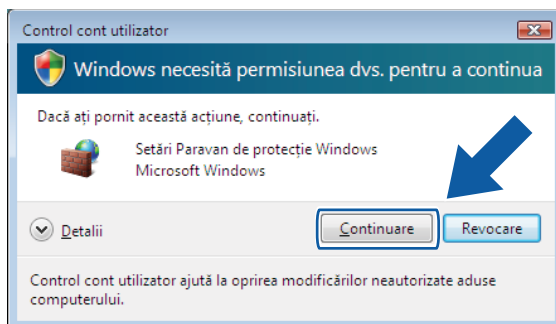 Control cont utilizator
Windows necesită permisiunea dvs. pentru a continua
Dacă ați pornit această acțiune, continuați.
Setări Paravan de protecție Windows
Microsoft Windows
Detalii
Continuare
Revocare
Control cont utilizator ajută la oprirea modificărilor neautorizate aduse
computerului.